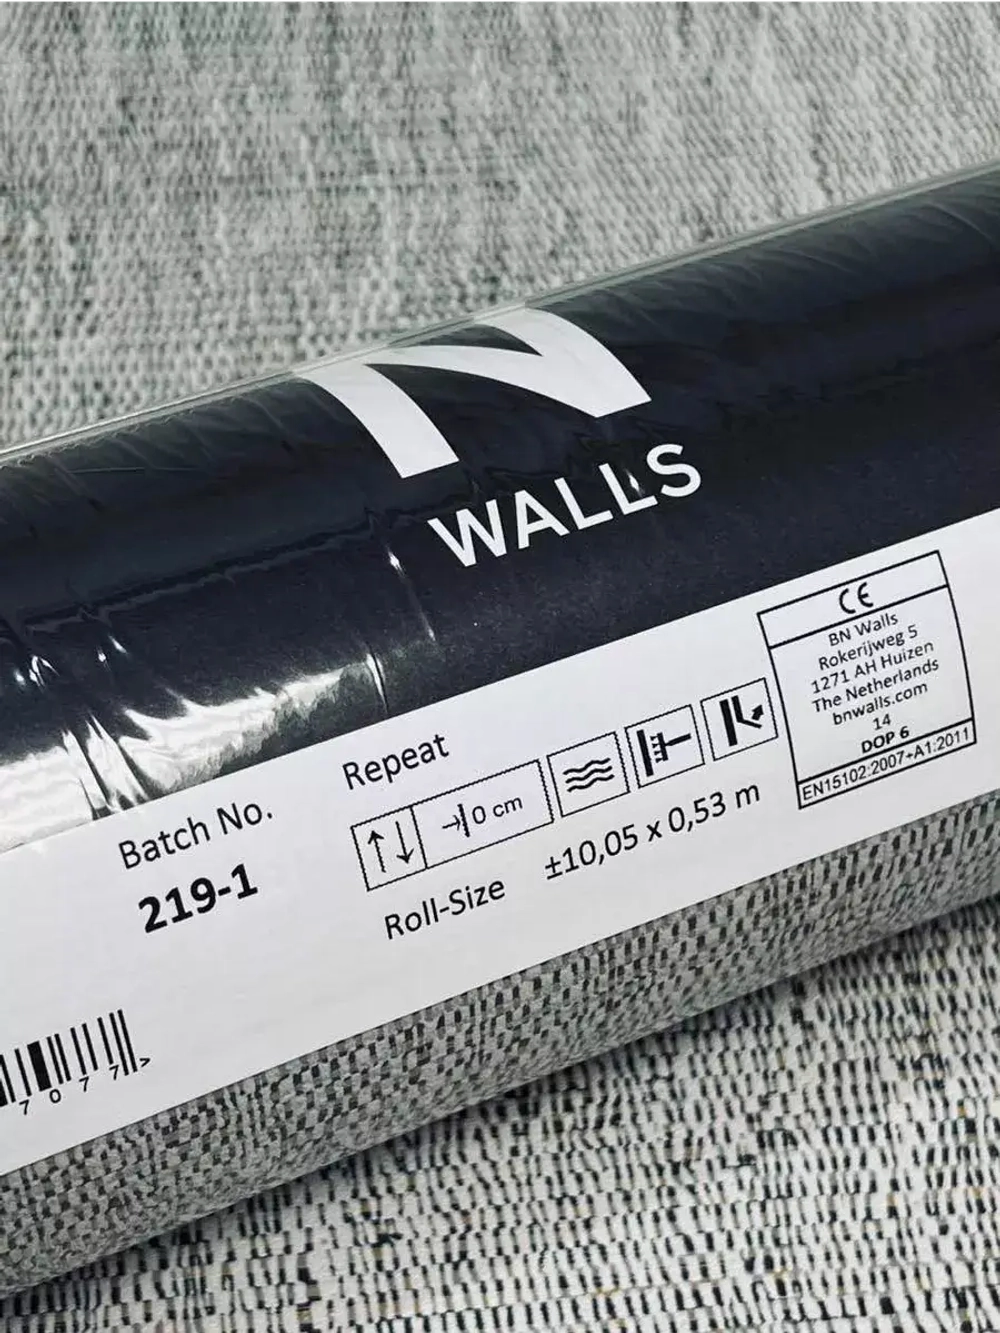 N
WALLS
CE
BN Walls
Rokerijweg 5
1271 AH Huizen
The Netherlands
bnwalls.com
14
DOP 6
EN15102:2007+A1:2011
Repeat
0 cm
Batch No.
219-1
Roll-Size ±10,05 x 0,53 m
7077>